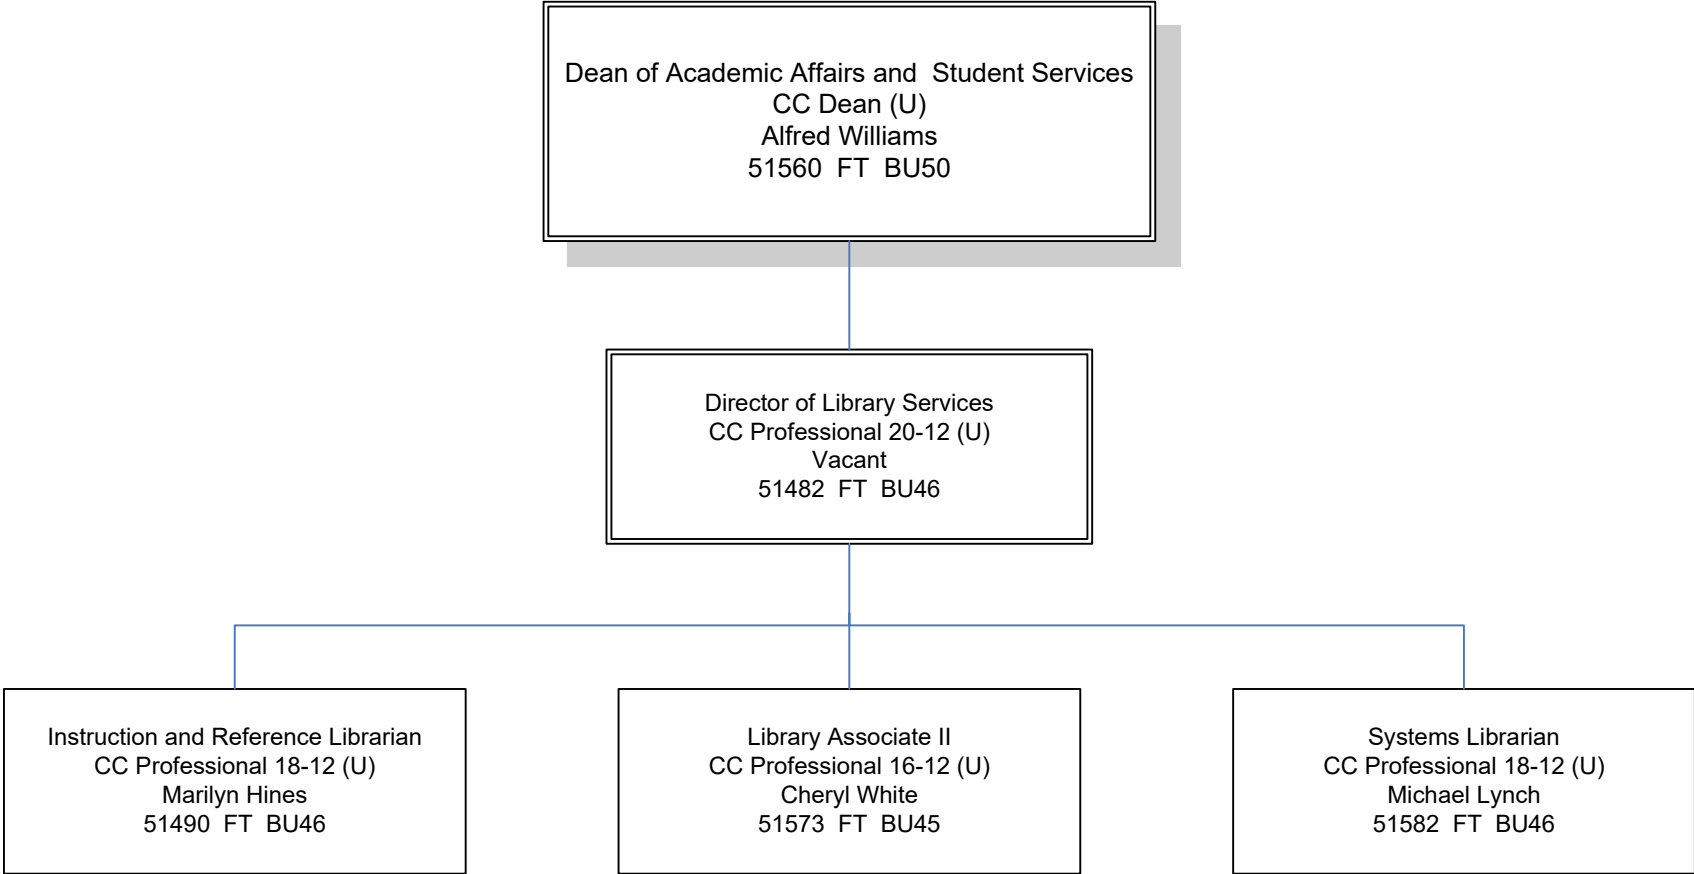 Dean of Academic Affairs and  Student Services
CC Dean (U)
Alfred Williams
51560  FT  BU50
Director of Library Services
CC Professional 20-12 (U)
Vacant
51482  FT  BU46
Instruction and Reference Librarian
CC Professional 18-12 (U)
Marilyn Hines
51490  FT  BU46
Library Associate II
CC Professional 16-12 (U)
Cheryl White
51573  FT  BU45
Systems Librarian
CC Professional 18-12 (U)
Michael Lynch
51582  FT  BU46